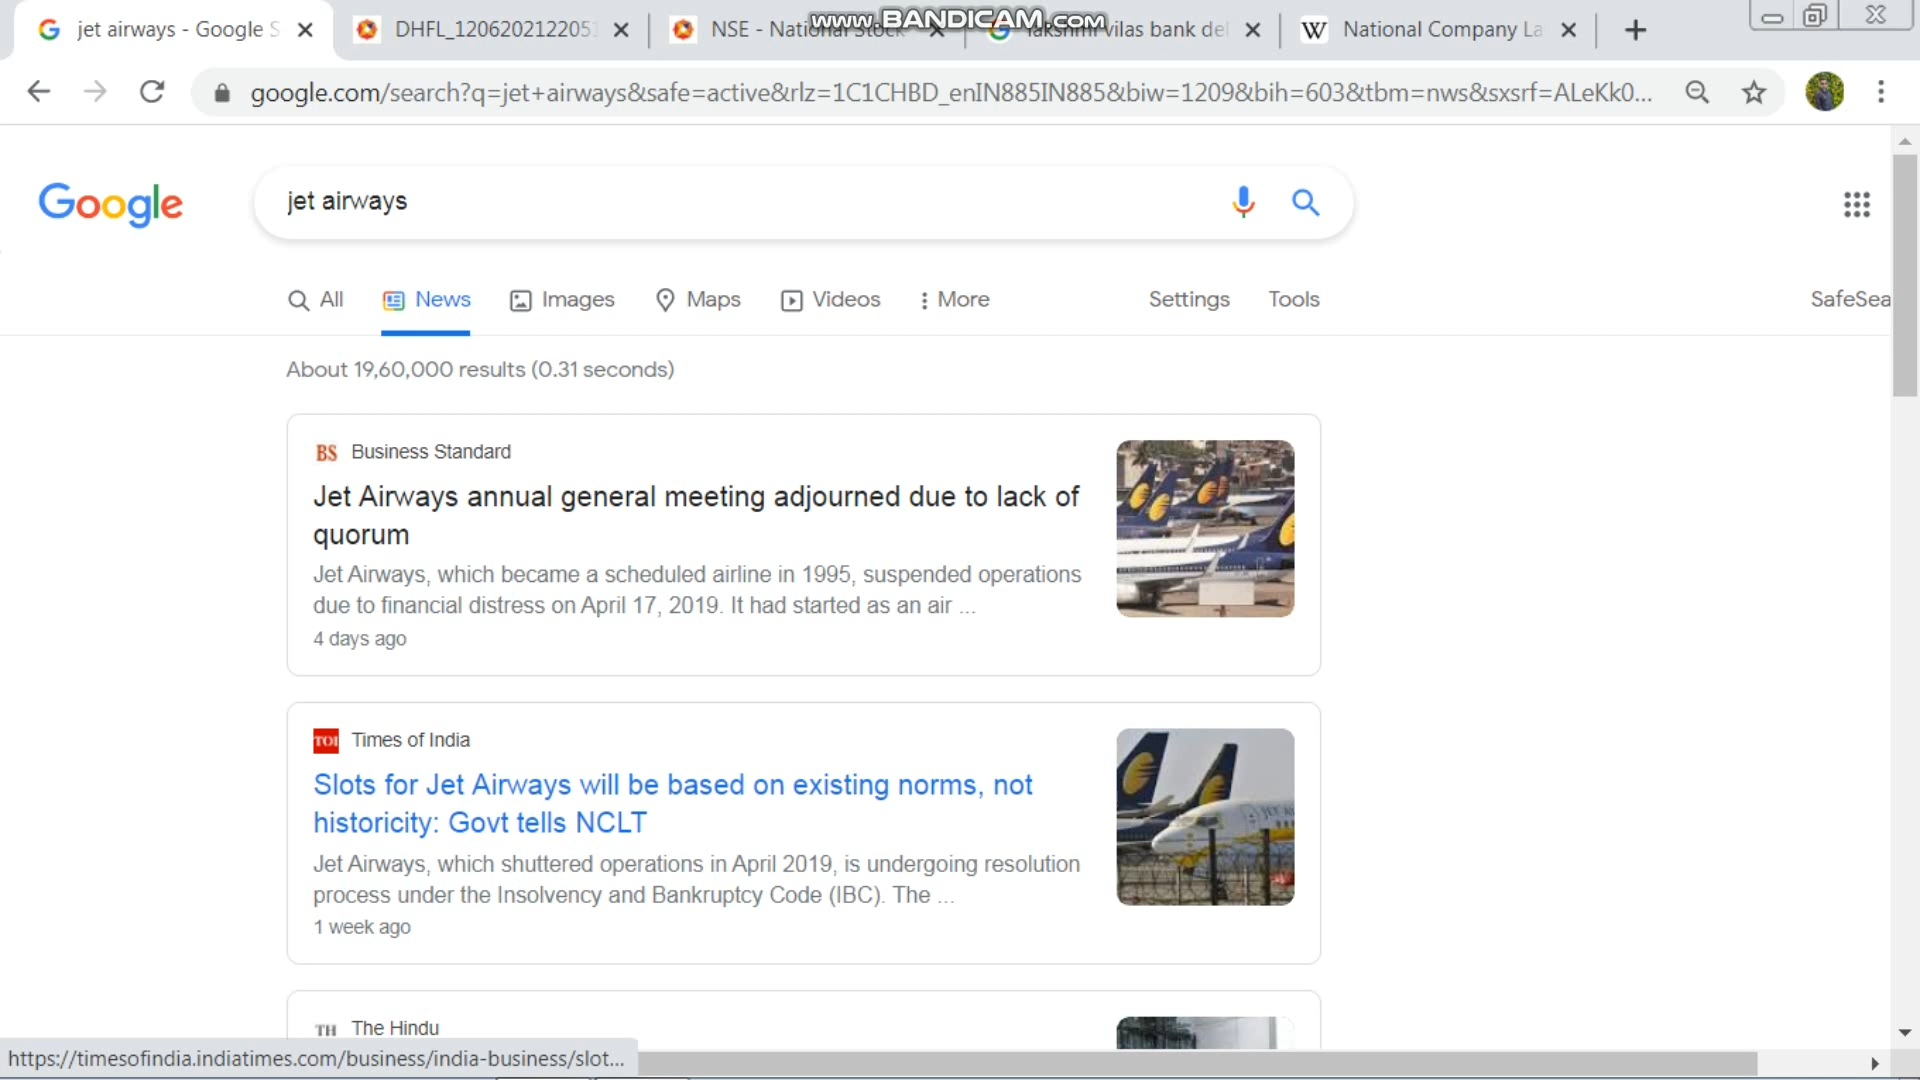 www.BANDICAM.com
jet airways - Google S
DHFL_12062021220051
NSE - National Stock
lakshmi vilas bank del
National Company La
google.com/search?q=jet+airways&safe=active&rlz=1C1CHBD_enIN885IN885&biw=1209&bih=603&tbm=nws&sxsrf=ALeKk0...
Google
jet airways
All
News
Images
Maps
Videos
More
Settings
Tools
SafeSea
About 19,60,000 results (0.31 seconds)
BS Business Standard
Jet Airways annual general meeting adjourned due to lack of
quorum
Jet Airways, which became a scheduled airline in 1995, suspended operations
due to financial distress on April 17, 2019. It had started as an air ...
4 days ago
TOI Times of India
Slots for Jet Airways will be based on existing norms, not
historicity: Govt tells NCLT
Jet Airways, which shuttered operations in April 2019, is undergoing resolution
process under the Insolvency and Bankruptcy Code (IBC). The ...
1 week ago
TH The Hindu
https://timesofindia.indiatimes.com/business/india-business/slot...